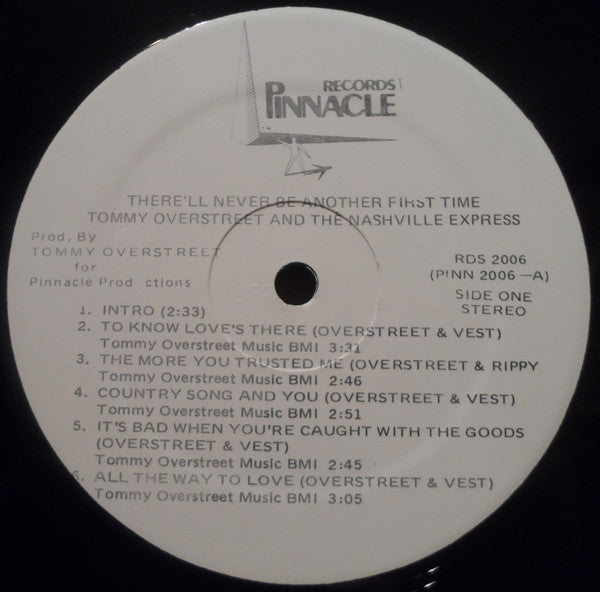 RECORDS
PINNACLE
TM
THERE'LL NEVER BE ANOTHER FIRST TIME
TOMMY OVERSTREET AND THE NASHVILLE EXPRESS
Prod. By
TOMMY OVERSTREET
for
Pinnacle Prod ctions
RDS 2006
(PINN 2006 —A)
SIDE ONE
STEREO
1. INTRO (2:33)
2. TO KNOW LOVE'S THERE (OVERSTREET & VEST)
Tommy Overstreet Music BMI 3:31
3. THE MORE YOU TRUSTED ME (OVERSTREET & RIPPY
Tommy Overstreet Music BMI 2:46
4. COUNTRY SONG AND YOU (OVERSTREET & VEST)
Tommy Overstreet Music BMI 2:51
5. IT'S BAD WHEN YOU'RE CAUGHT WITH THE GOODS
(OVERSTREET & VEST)
Tommy Overstreet Music BMI 2:45
6. ALL THE WAY TO LOVE (OVERSTREET & VEST)
Tommy Overstreet Music BMI 3:05